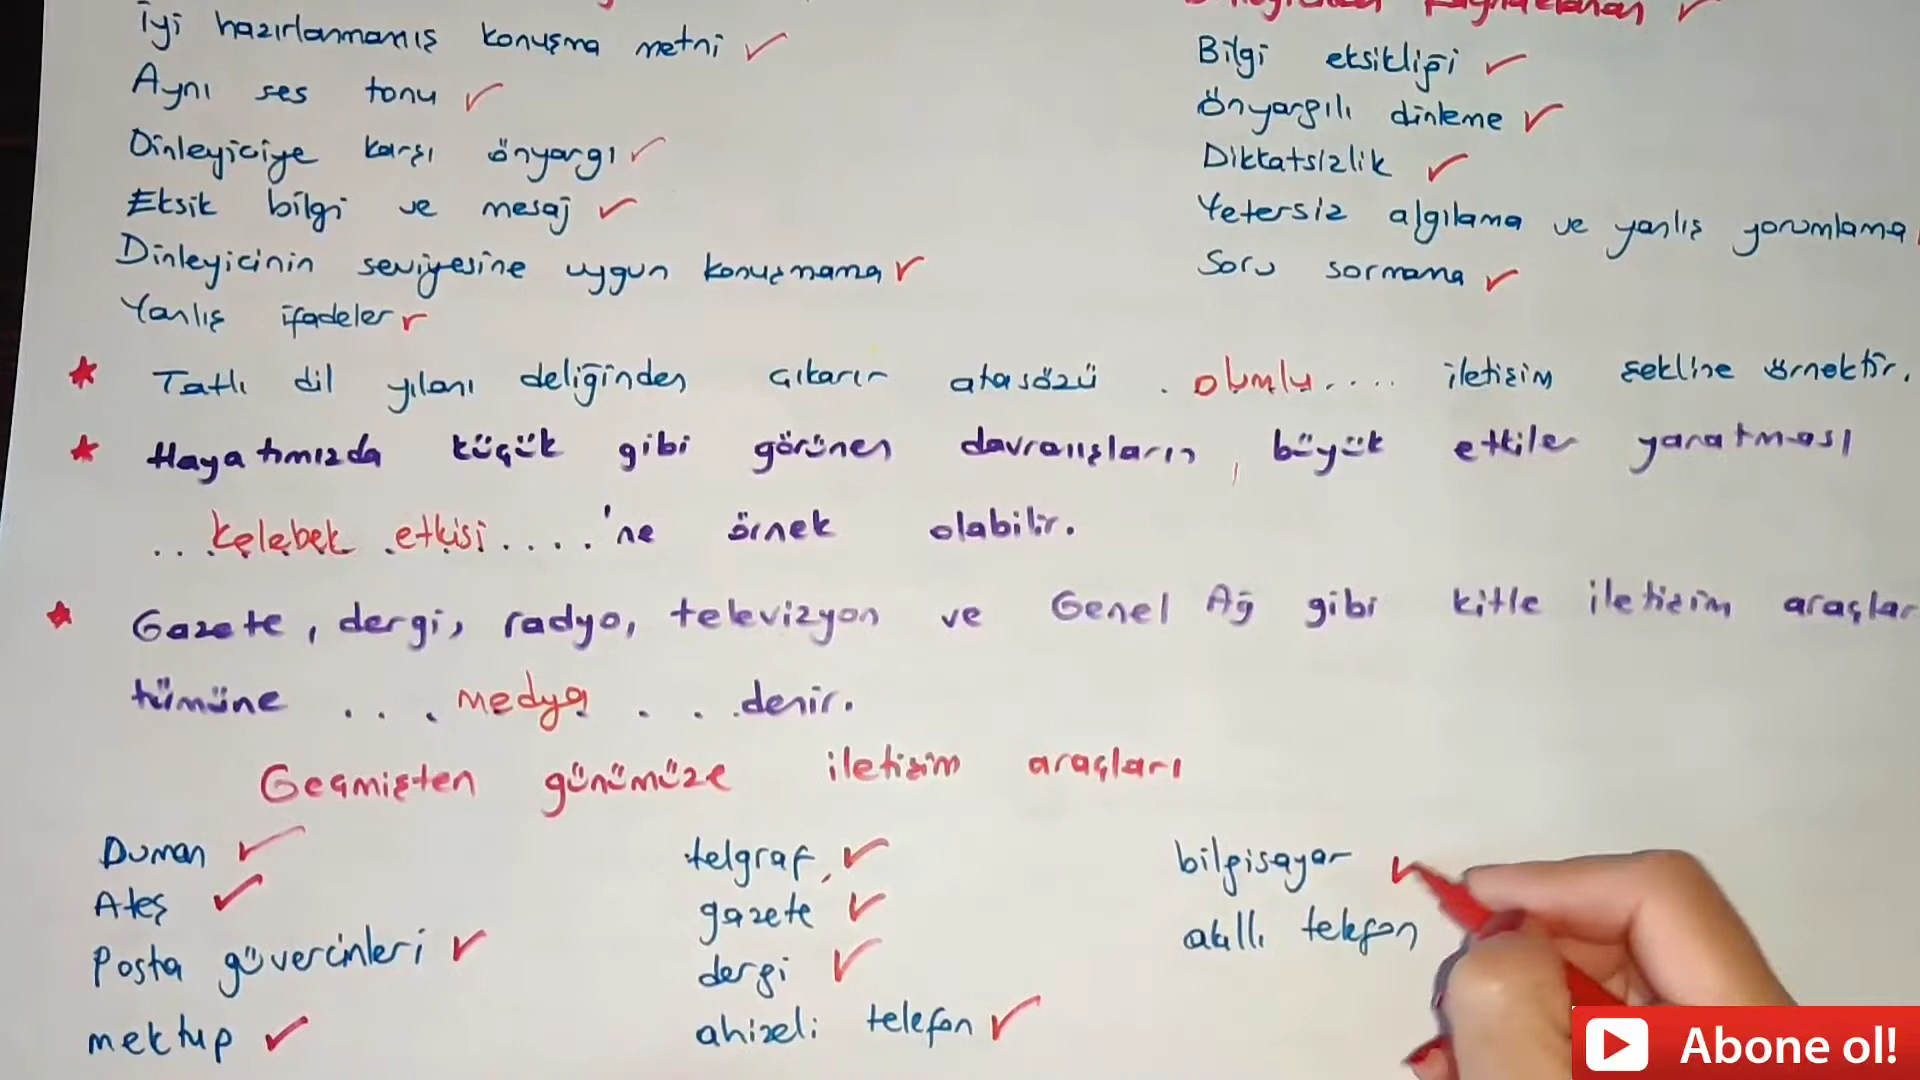 İyi hazırlanmamış konuşma metni ✓
Aynı ses tonu ✓
Dinleyiciye karşı önyargı ✓
Eksik bilgi ve mesaj ✓
Dinleyicinin seviyesine uygun konuşmama ✓
Yanlış ifadeler ✓
Bilgi eksikliği ✓
Önyargılı dinleme ✓
Dikkatsizlik ✓
Yetersiz algılama ve yanlış yorumlama
Soru sormama ✓
★ Tatlı dil yılanı deliğinden çıkarır atasözü . olumlu.... iletişim şekline örnektir.
★ Hayatımızda küçük gibi görünen davranışların, büyük etkiler yaratması
...kelebek etkisi.....'ne örnek olabilir.
★ Gazete, dergi, radyo, televizyon ve Genel Ağ gibi kitle iletişim araçlar
tümüne ...medya...denir.
Geçmişten günümüze iletişim araçları
Duman ✓
Ateş ✓
Posta güvercinleri ✓
mektup ✓
telgraf ✓
gazete ✓
dergi ✓
ahizeli telefon ✓
bilgisayar ✓
akıllı telefon
Abone ol!